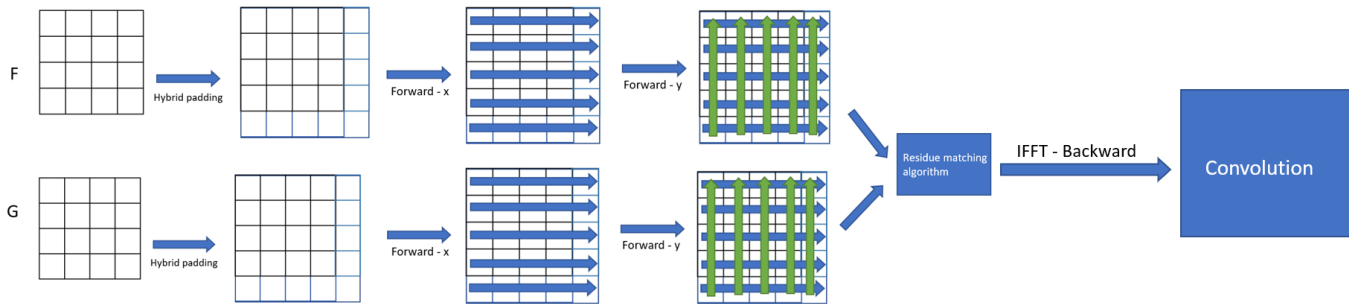 F
Hybrid padding
Forward - x
Forward - y
Residue matching
algorithm
IFFT - Backward
Convolution
G
Hybrid padding
Forward - x
Forward - y